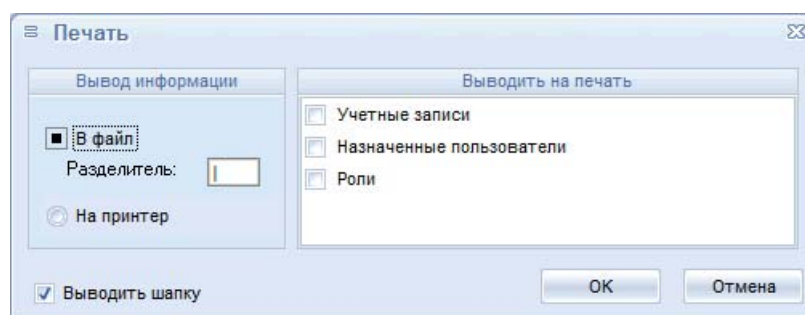 Печать
Вывод информации
В файл
Разделитель: |
На принтер
Выводить на печать
Учетные записи
Назначенные пользователи
Роли
Выводить шапку
OK
Отмена